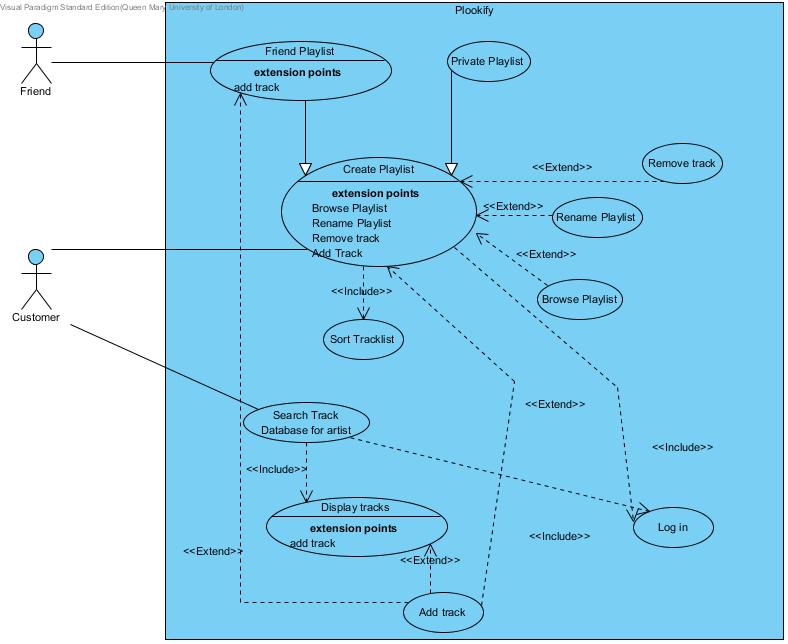 Visual Paradigm Standard Edition(Queen Mary University of London)
Plookify
Friend Playlist
extension points
add track
Private Playlist
Friend
Create Playlist
extension points
Browse Playlist
Rename Playlist
Remove track
Add Track
<<Extend>>
Remove track
<<Extend>>
Rename Playlist
<<Extend>>
Browse Playlist
Customer
<<Include>>
Sort Tracklist
Search Track
Database for artist
<<Extend>>
<<Include>>
<<Include>>
Display tracks
extension points
add track
Log in
<<Include>>
<<Extend>>
<<Extend>>
Add track